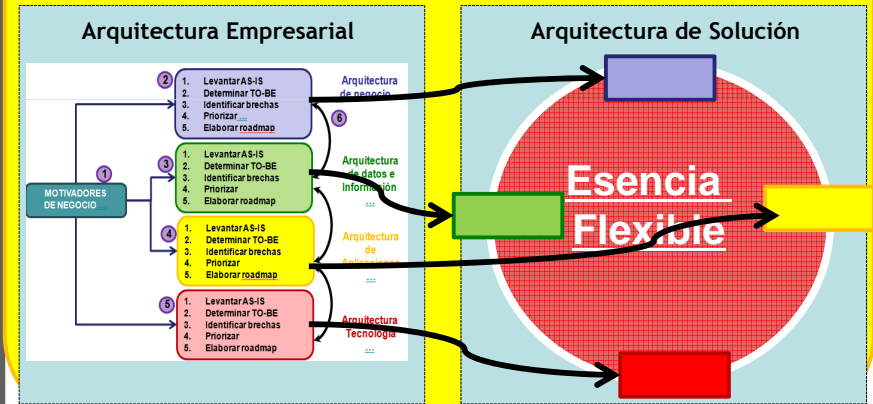 Arquitectura Empresarial
Arquitectura de Solución
2
1. Levantar AS-IS
2. Determinar TO-BE
3. Identificar brechas
4. Priorizar ...
5. Elaborar roadmap
Arquitectura
de negocio
6
1
MOTIVADORES
DE NEGOCIO ...
3
1. Levantar AS-IS
2. Determinar TO-BE
3. Identificar brechas
4. Priorizar
5. Elaborar roadmap
Arquitectura
de datos e
Información
...
4
1. Levantar AS-IS
2. Determinar TO-BE
3. Identificar brechas
4. Priorizar
5. Elaborar roadmap
Arquitectura
de
Aplicaciones
...
5
1. Levantar AS-IS
2. Determinar TO-BE
3. Identificar brechas
4. Priorizar
5. Elaborar roadmap
Arquitectura
Tecnología
...
Esencia
Flexible